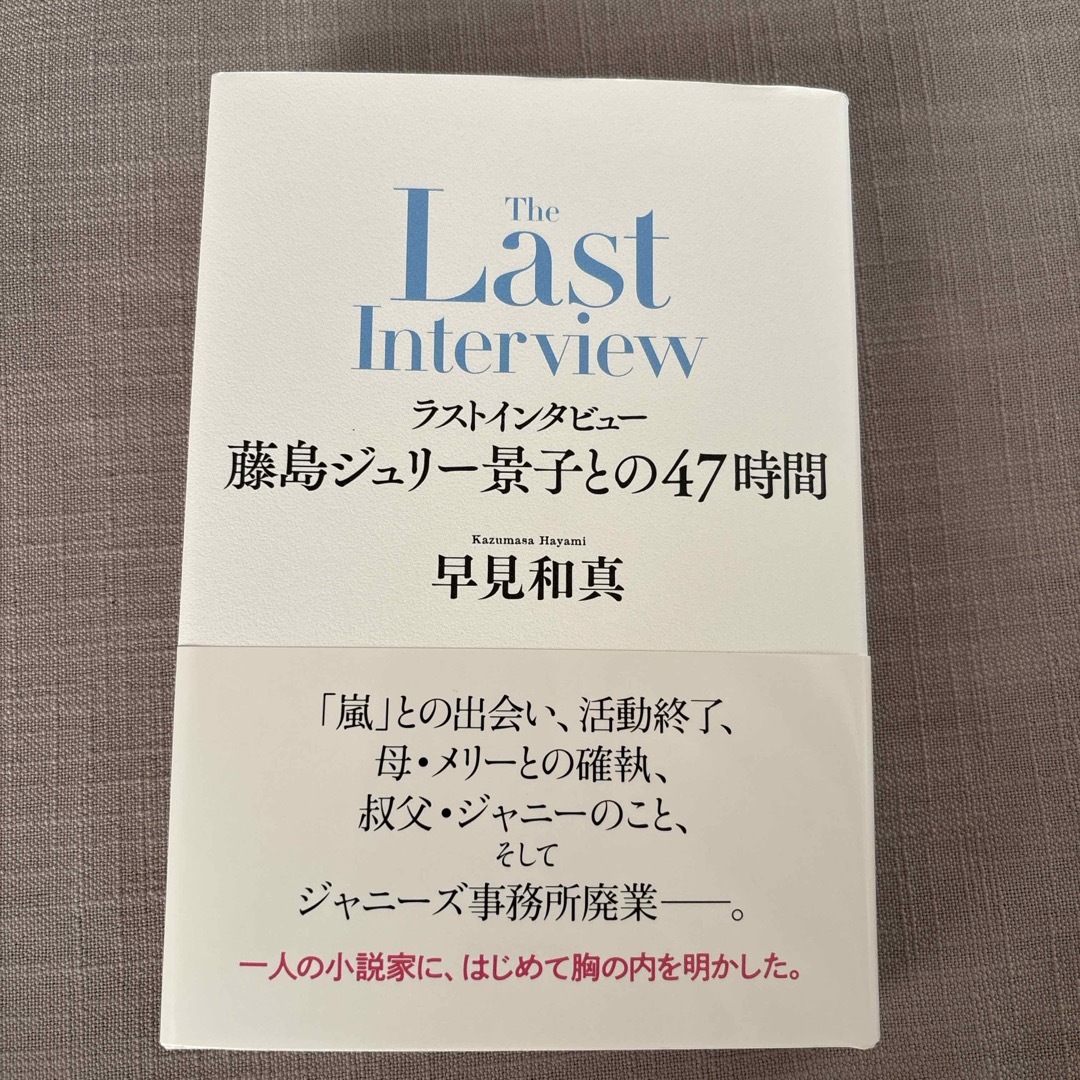 The
Last
Interview
ラストインタビュー
藤島ジュリー景子との47時間
Kazumasa Hayami
早見和真
「嵐」との出会い、活動終了、
母・メリーとの確執、
叔父・ジャニーのこと、
そして
ジャニーズ事務所廃業──。
一人の小説家に、はじめて胸の内を明かした。